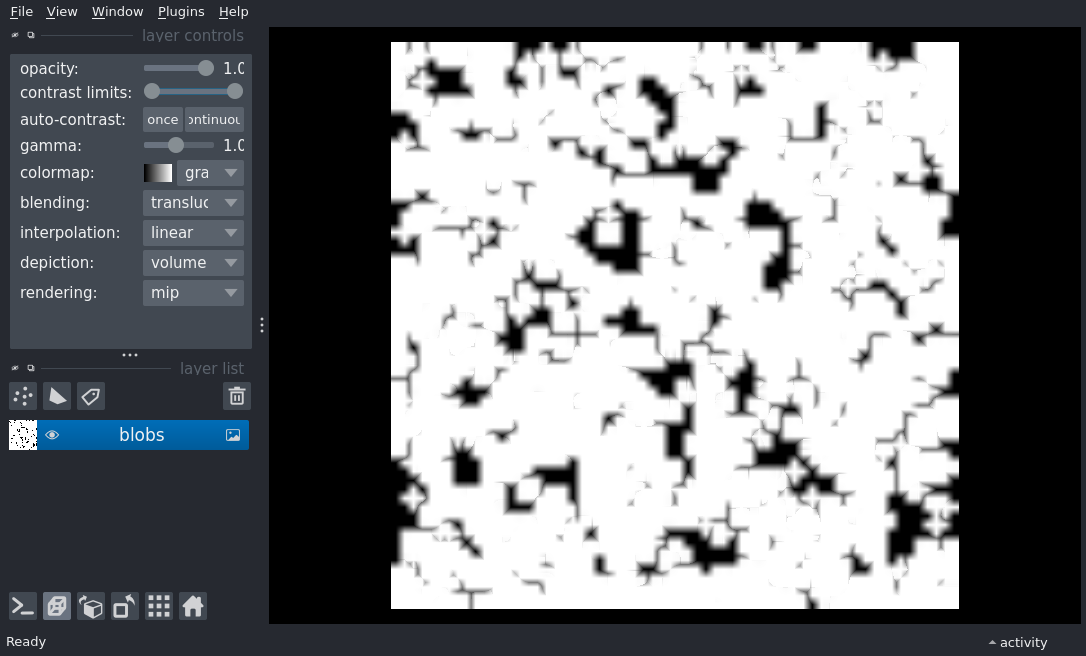 File View Window Plugins Help
layer controls
opacity: 1.0
contrast limits:
auto-contrast: once ontinuou
gamma: 1.0
colormap: gra
blending: transluc
interpolation: linear
depiction: volume
rendering: mip
layer list
blobs
Ready
activity